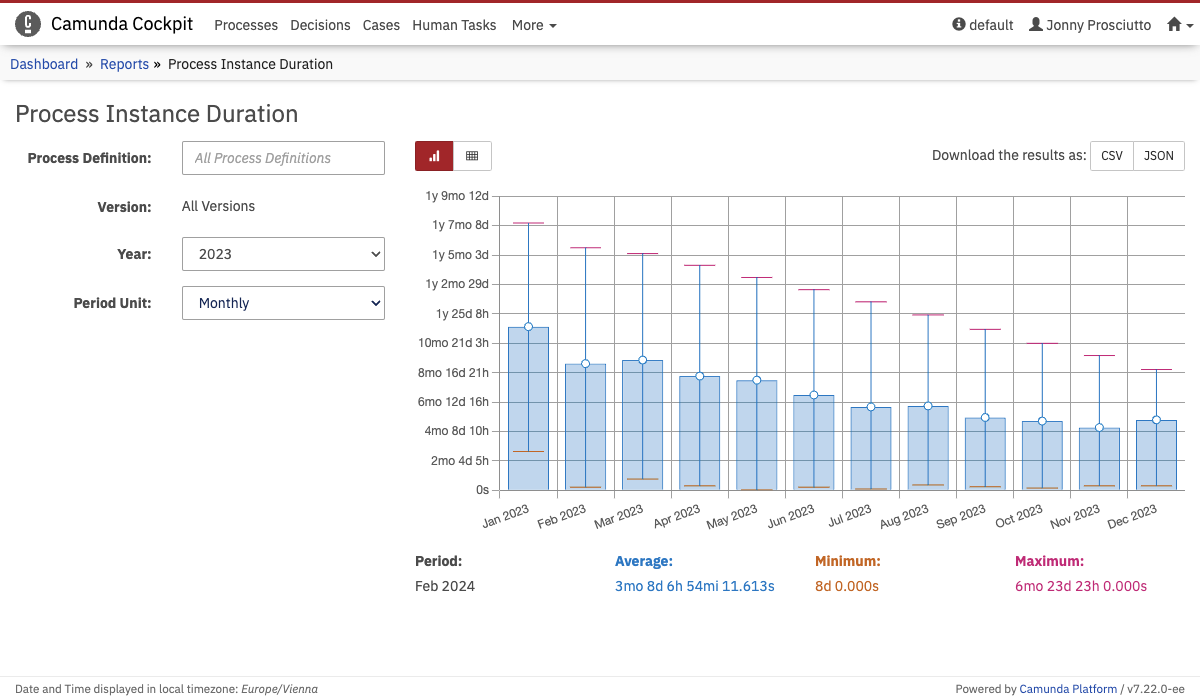 Camunda Cockpit Processes Decisions Cases Human Tasks More default Jonny Prosciutto
Dashboard » Reports » Process Instance Duration
Process Instance Duration
Process Definition: All Process Definitions
Version: All Versions
Year: 2023
Period Unit: Monthly
Download the results as: CSV JSON
1y 9mo 12d
1y 7mo 8d
1y 5mo 3d
1y 2mo 29d
1y 25d 8h
10mo 21d 3h
8mo 16d 21h
6mo 12d 16h
4mo 8d 10h
2mo 4d 5h
0s
Jan 2023 Feb 2023 Mar 2023 Apr 2023 May 2023 Jun 2023 Jul 2023 Aug 2023 Sep 2023 Oct 2023 Nov 2023 Dec 2023
Period: Average: Minimum: Maximum:
Feb 2024 3mo 8d 6h 54mi 11.613s 8d 0.000s 6mo 23d 23h 0.000s
Date and Time displayed in local timezone: Europe/Vienna Powered by Camunda Platform / v7.22.0-ee